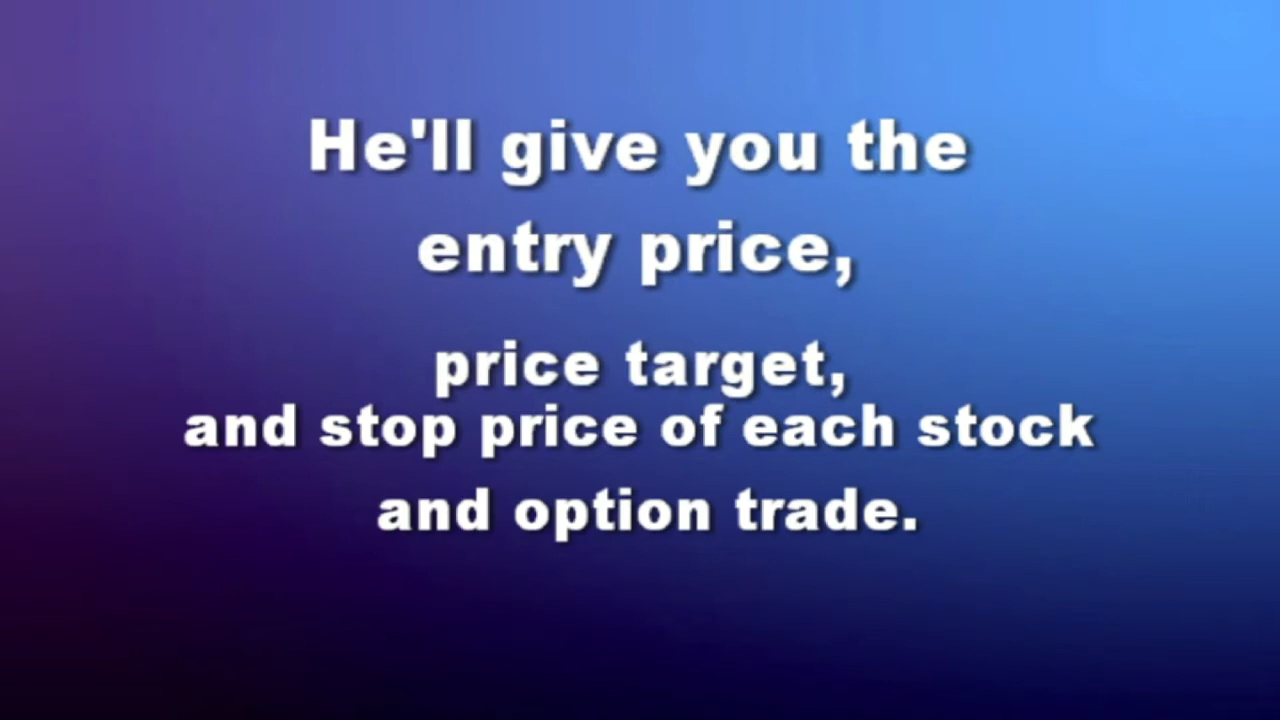 He'll give you the
entry price,
price target,
and stop price of each stock
and option trade.